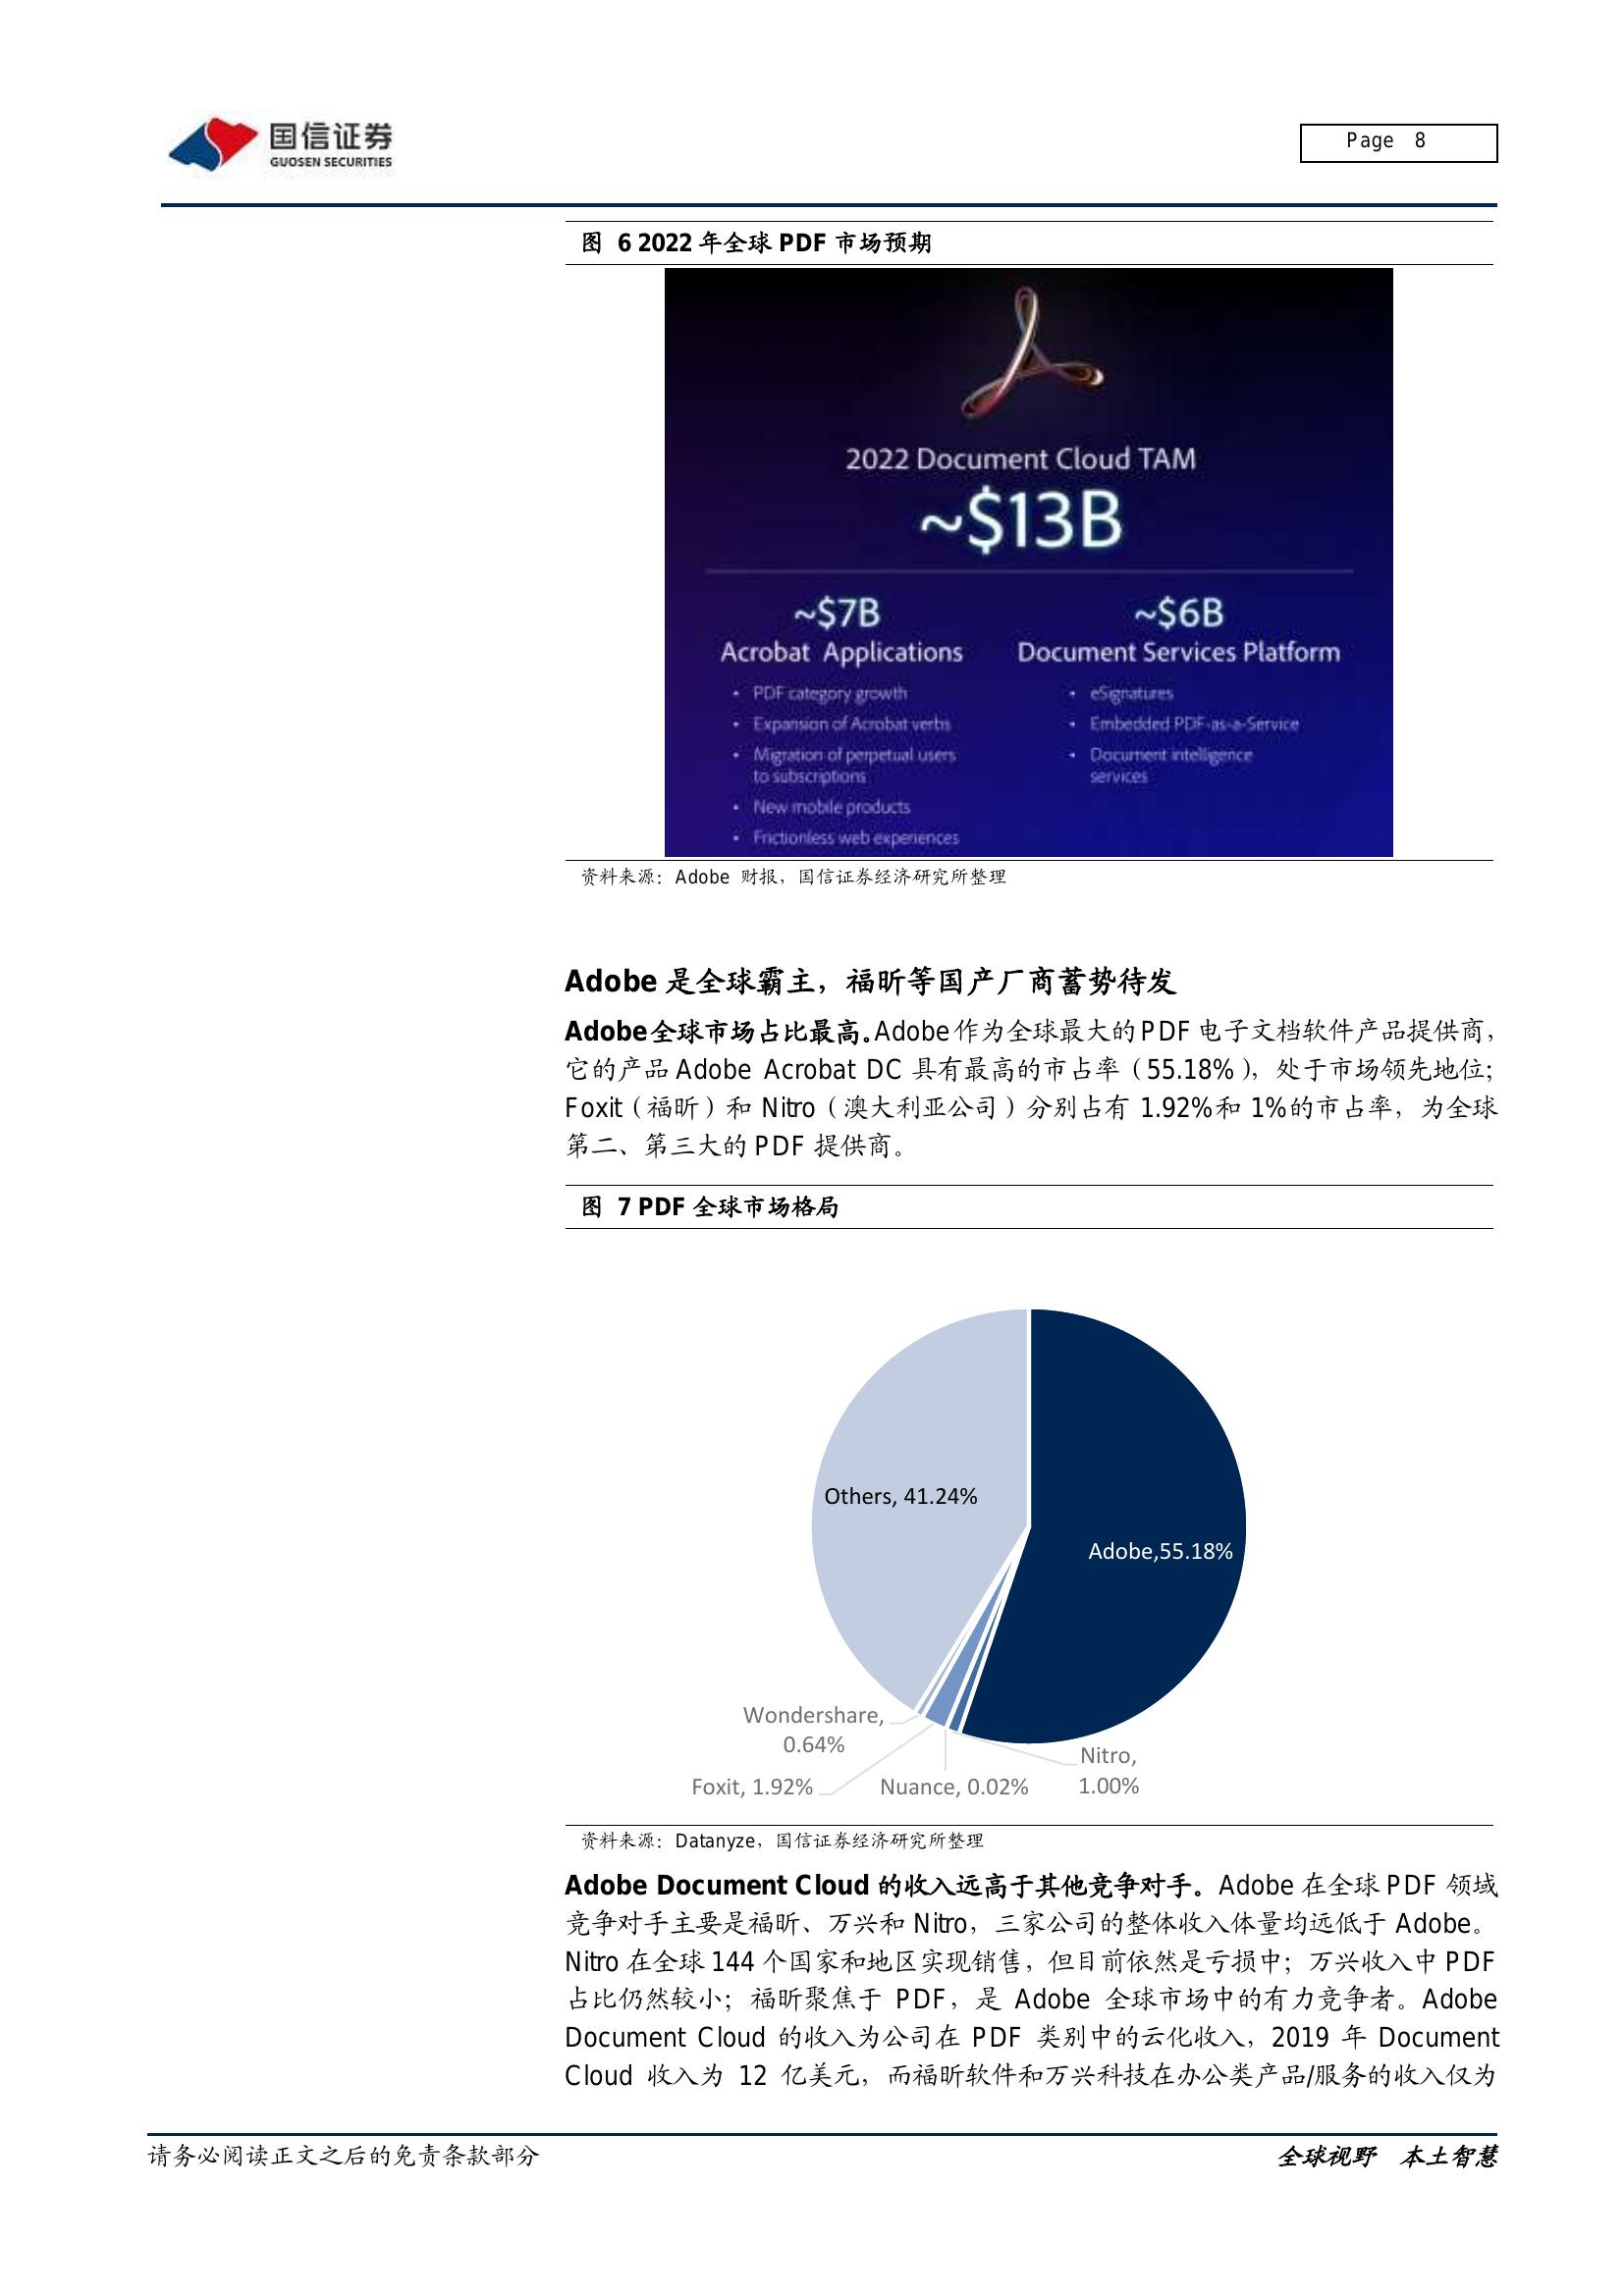 国信证券
GUOSEN SECURITIES
Page 8
图 6 2022 年全球 PDF 市场预期
2022 Document Cloud TAM
~$13B
~$7B
Acrobat Applications
• PDF category growth
• Expansion of Acrobat verbs
• Migration of perpetual users
to subscriptions
• New mobile products
• Frictionless web experiences
~$6B
Document Services Platform
• eSignatures
• Embedded PDF-as-a-Service
• Document intelligence
services
资料来源：Adobe 财报，国信证券经济研究所整理
Adobe 是全球霸主，福昕等国产厂商蓄势待发
Adobe全球市场占比最高。Adobe作为全球最大的PDF 电子文档软件产品提供商，
它的产品 Adobe Acrobat DC 具有最高的市占率（55.18%），处于市场领先地位；
Foxit（福昕）和 Nitro（澳大利亚公司）分别占有 1.92%和 1%的市占率，为全球
第二、第三大的 PDF 提供商。
图 7 PDF 全球市场格局
Others, 41.24%
Adobe,55.18%
Wondershare,
0.64%
Foxit, 1.92%
Nuance, 0.02%
Nitro,
1.00%
资料来源：Datanyze，国信证券经济研究所整理
Adobe Document Cloud 的收入远高于其他竞争对手。Adobe 在全球 PDF 领域
竞争对手主要是福昕、万兴和 Nitro，三家公司的整体收入体量均远低于 Adobe。
Nitro 在全球 144 个国家和地区实现销售，但目前依然是亏损中；万兴收入中 PDF
占比仍然较小；福昕聚焦于 PDF，是 Adobe 全球市场中的有力竞争者。Adobe
Document Cloud 的收入为公司在 PDF 类别中的云化收入，2019 年 Document
Cloud 收入为 12 亿美元，而福昕软件和万兴科技在办公类产品/服务的收入仅为
请务必阅读正文之后的免责条款部分
全球视野 本土智慧